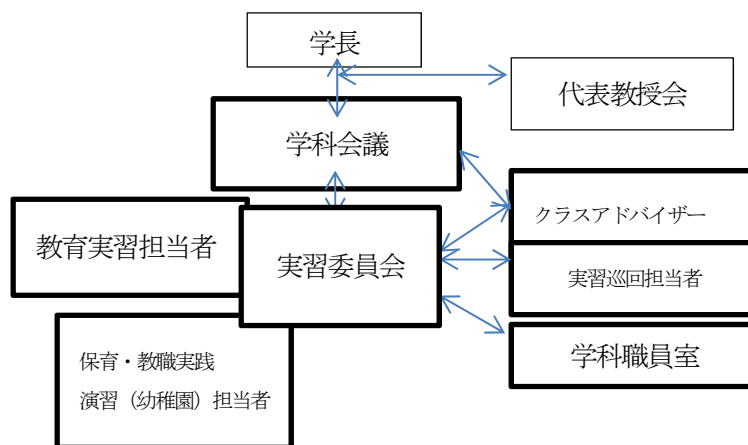 学長
代表教授会
学科会議
クラスアドバイザー
教育実習担当者
実習委員会
実習巡回担当者
学科職員室
保育・教職実践
演習（幼稚園）担当者